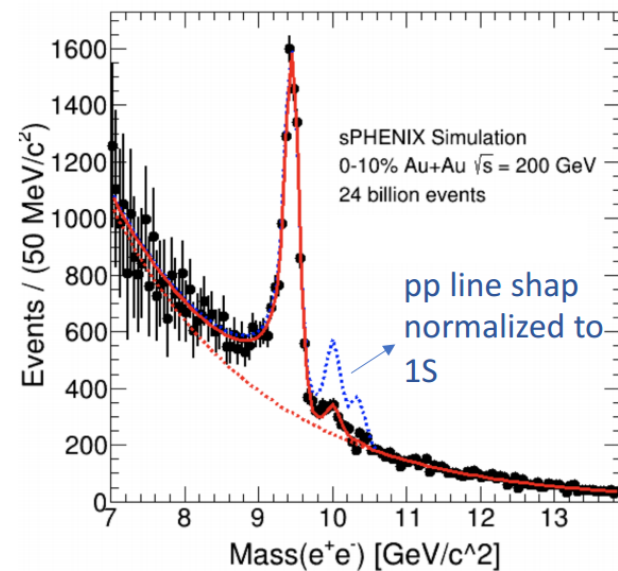 1600
1400
1200
1000
800
600
400
200
0
Events / (50 MeV/c²)
sPHENIX Simulation
0-10% Au+Au √s = 200 GeV
24 billion events
pp line shap
normalized to
1S
7 8 9 10 11 12 13
Mass(e⁺e⁻) [GeV/c^2]